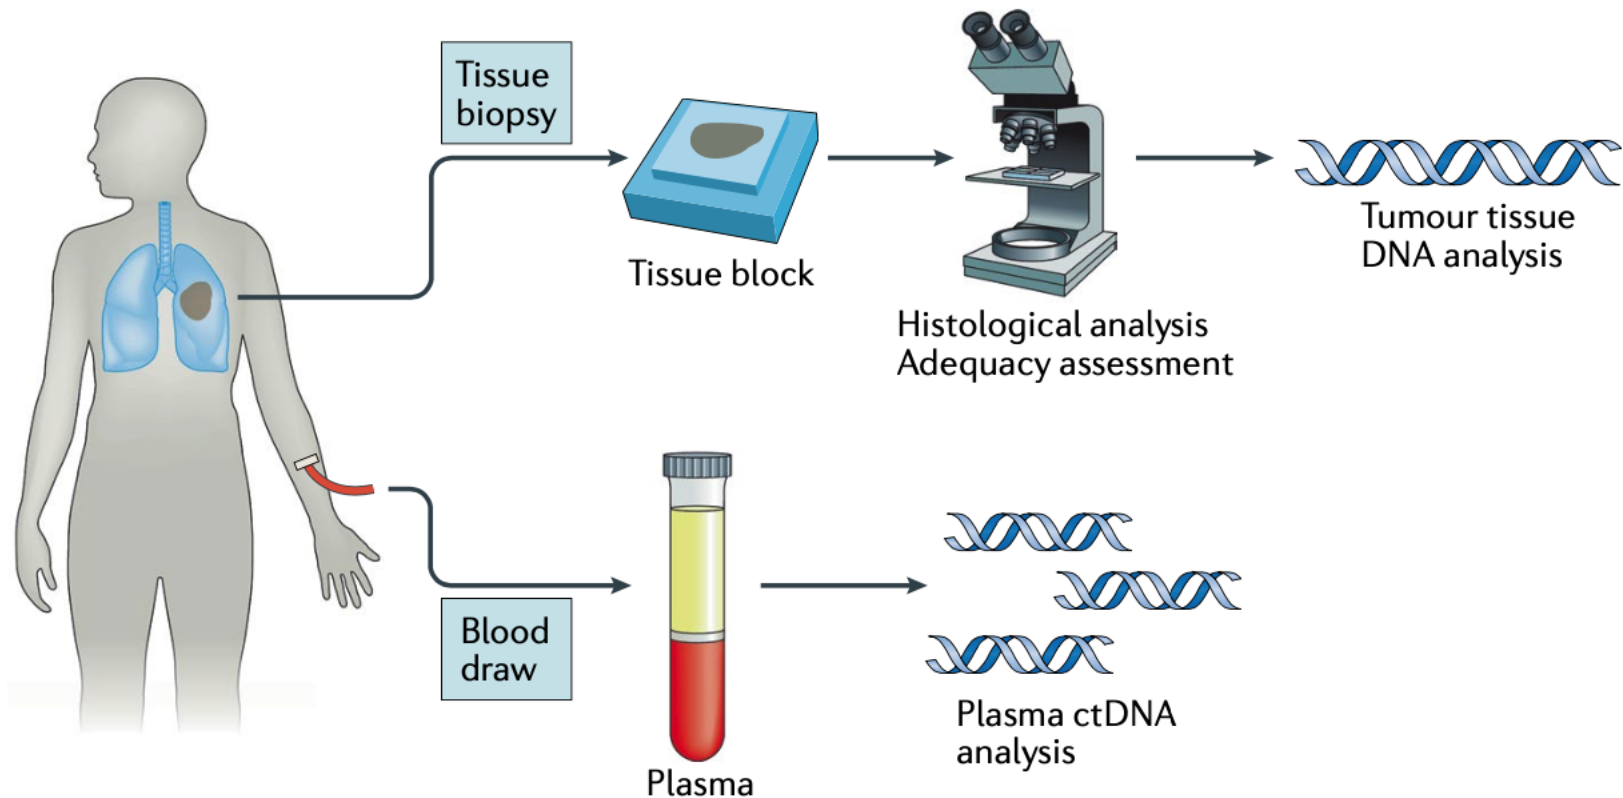 Tissue
biopsy
Tissue block
Histological analysis
Adequacy assessment
Tumour tissue
DNA analysis
Blood
draw
Plasma
Plasma ctDNA
analysis